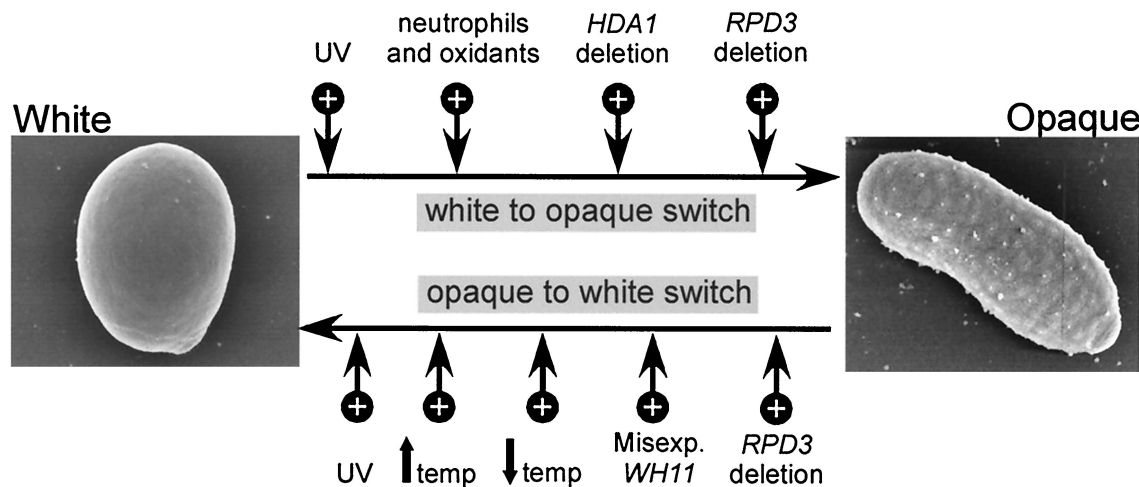 UV
neutrophils
and oxidants
HDA1
deletion
RPD3
deletion
White
Opaque
white to opaque switch
opaque to white switch
UV
temp
temp
Misexp.
WH11
RPD3
deletion